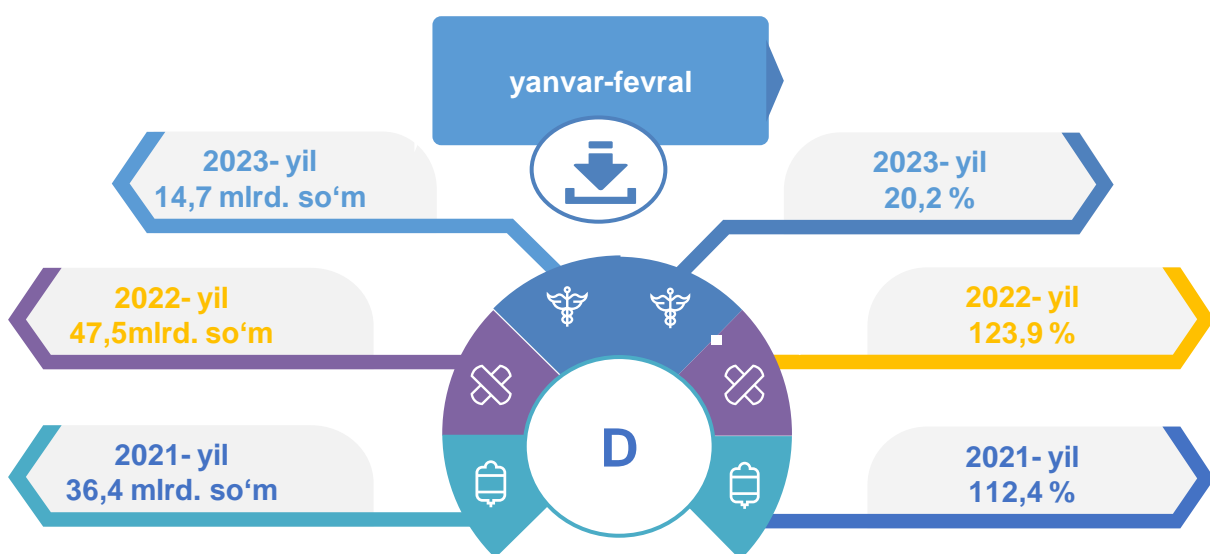 yanvar-fevral
2023- yil
14,7 mlrd. so‘m
2023- yil
20,2 %
2022- yil
47,5mlrd. so‘m
2022- yil
123,9 %
D
2021- yil
36,4 mlrd. so‘m
2021- yil
112,4 %